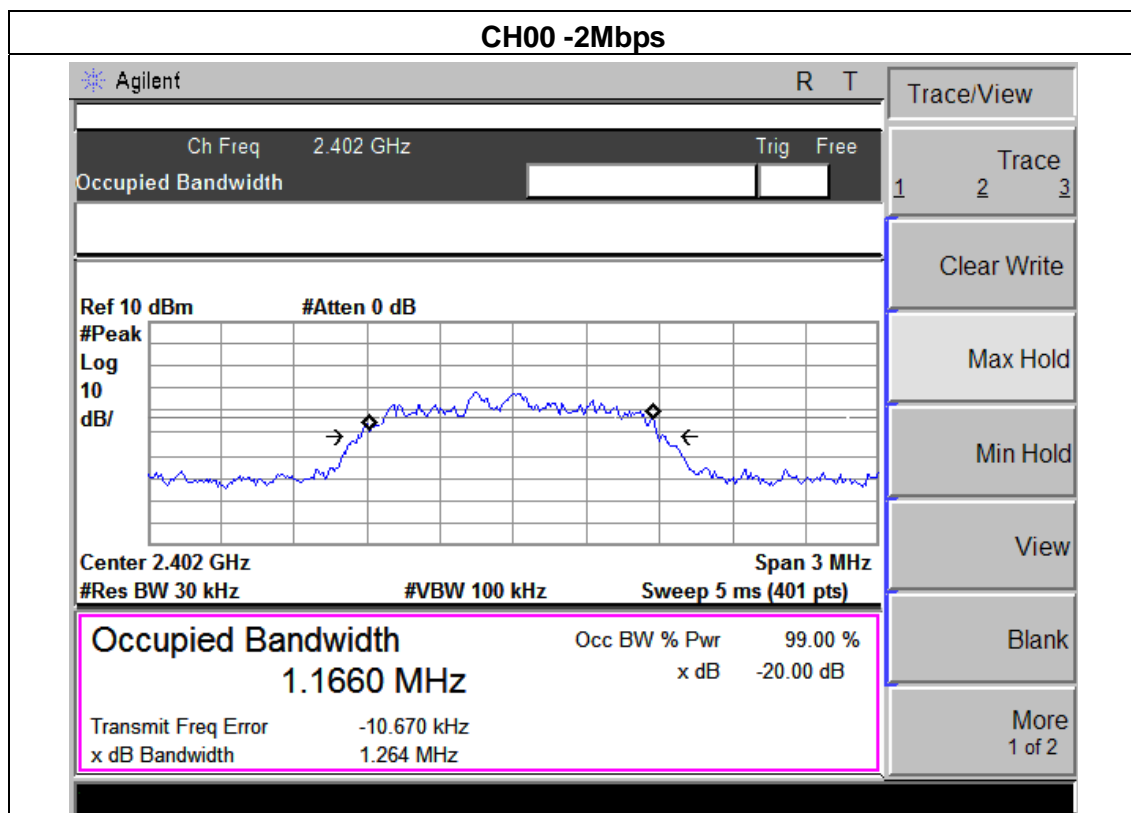 CH00 -2Mbps
Agilent R T
Trace/View
Ch Freq 2.402 GHz Trig Free
Occupied Bandwidth
Trace
1 2 3
Clear Write
Ref 10 dBm #Atten 0 dB
#Peak
Log
10
dB/
Max Hold
Min Hold
View
Center 2.402 GHz Span 3 MHz
#Res BW 30 kHz #VBW 100 kHz Sweep 5 ms (401 pts)
Occupied Bandwidth Occ BW % Pwr 99.00 %
1.1660 MHz x dB -20.00 dB
Transmit Freq Error -10.670 kHz
x dB Bandwidth 1.264 MHz
Blank
More
1 of 2